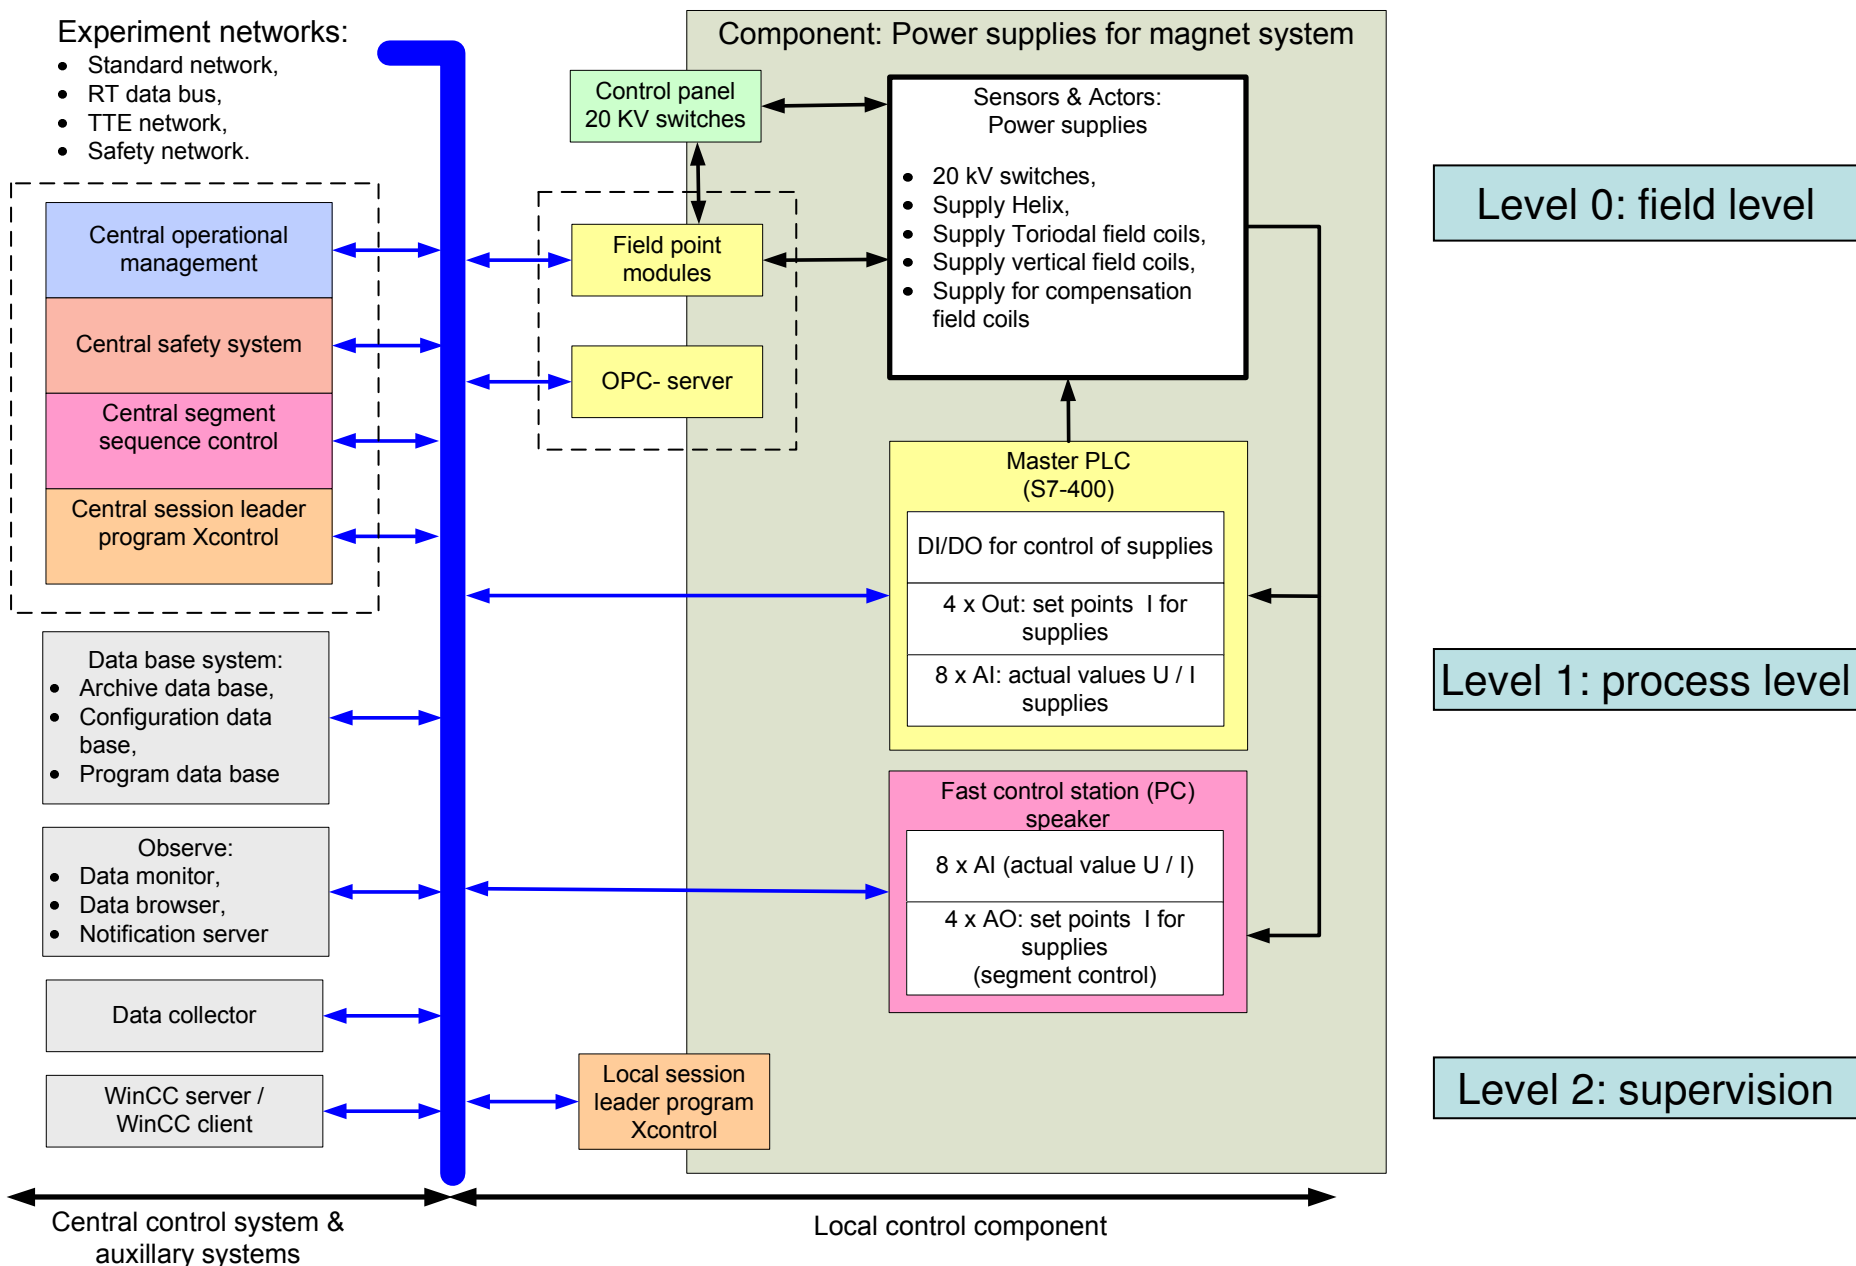 Experiment networks:
• Standard network,
• RT data bus,
• TTE network,
• Safety network.
Central operational
management
Central safety system
Central segment
sequence control
Central session leader
program Xcontrol
Data base system:
• Archive data base,
• Configuration data
base,
• Program data base
Observe:
• Data monitor,
• Data browser,
• Notification server
Data collector
WinCC server /
WinCC client
Central control system &
auxillary systems
Component: Power supplies for magnet system
Control panel
20 KV switches
Field point
modules
OPC- server
Sensors & Actors:
Power supplies
• 20 kV switches,
• Supply Helix,
• Supply Toriodal field coils,
• Supply vertical field coils,
• Supply for compensation
field coils
Master PLC
(S7-400)
DI/DO for control of supplies
4 x Out: set points I for
supplies
8 x AI: actual values U / I
supplies
Fast control station (PC)
speaker
8 x AI (actual value U / I)
4 x AO: set points I for
supplies
(segment control)
Local session
leader program
Xcontrol
Local control component
Level 0: field level
Level 1: process level
Level 2: supervision